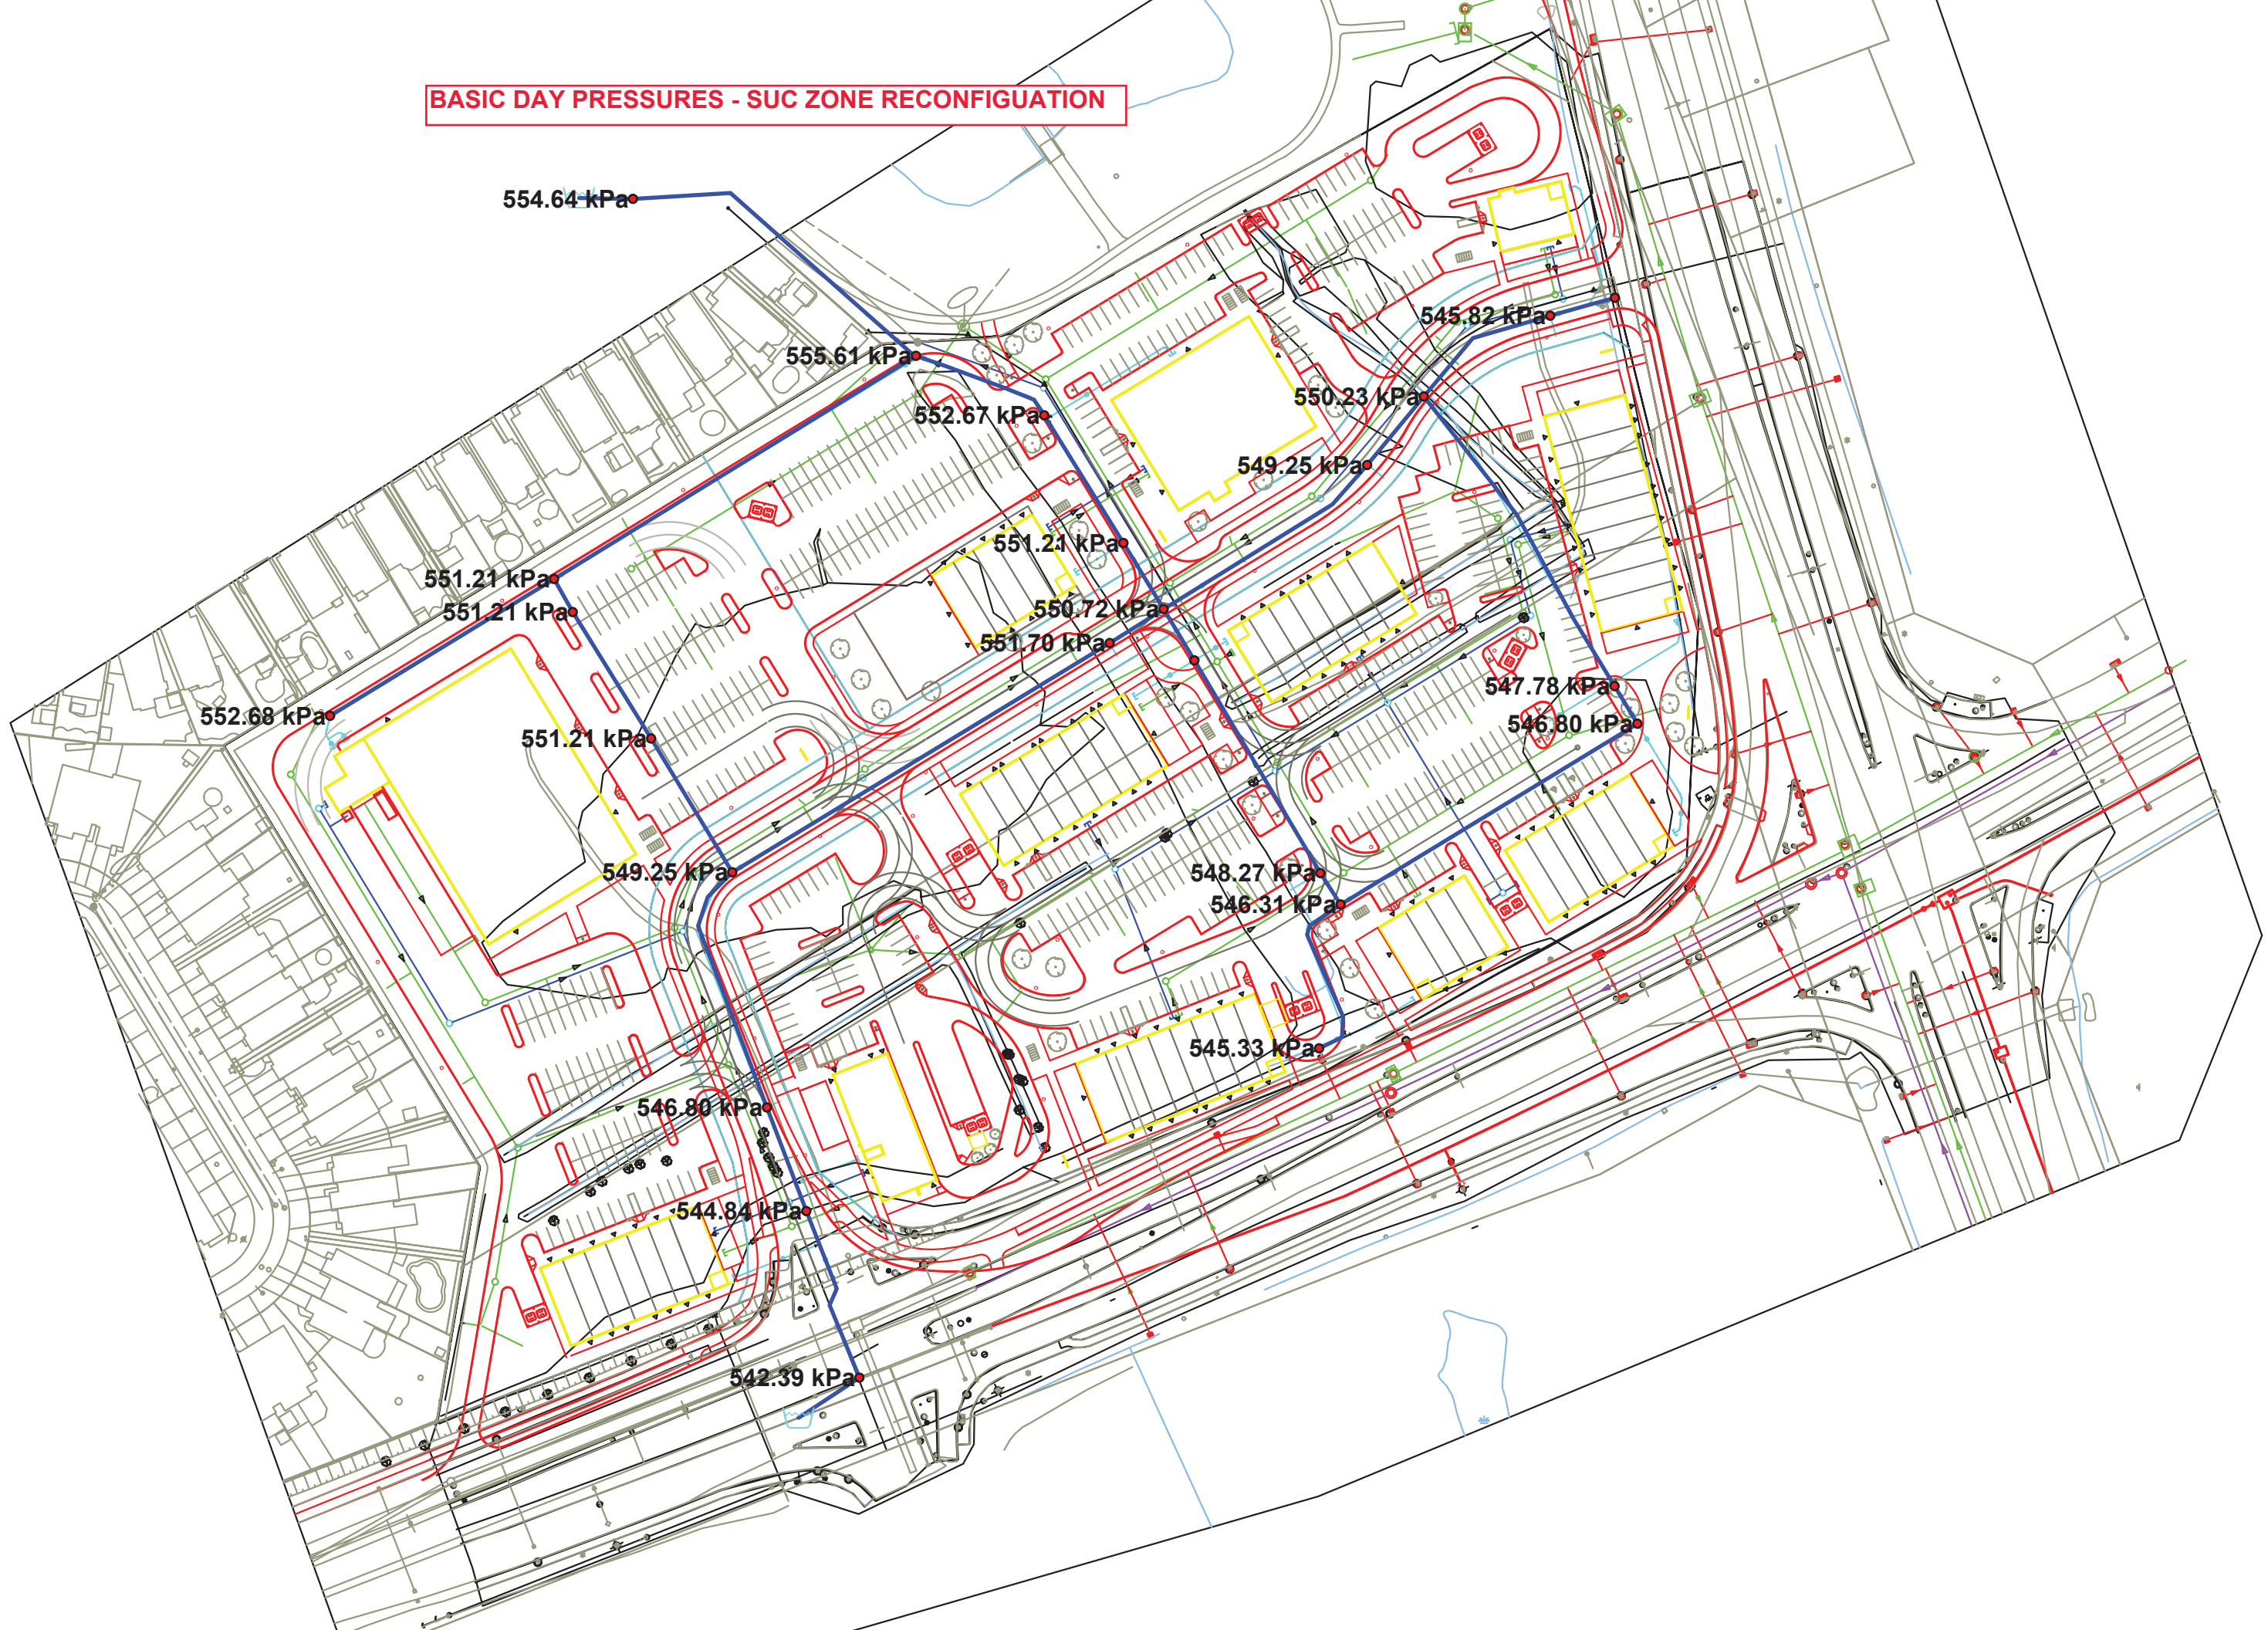 BASIC DAY PRESSURES - SUC ZONE RECONFIGUATION
554.64 kPa
545.82 kPa
555.61 kPa
550.23 kPa
552.67 kPa
549.25 kPa
551.21 kPa
551.21 kPa
551.21 kPa
550.72 kPa
551.70 kPa
547.78 kPa
552.68 kPa
546.80 kPa
551.21 kPa
549.25 kPa
548.27 kPa
546.31 kPa
545.33 kPa
546.80 kPa
544.84 kPa
542.39 kPa